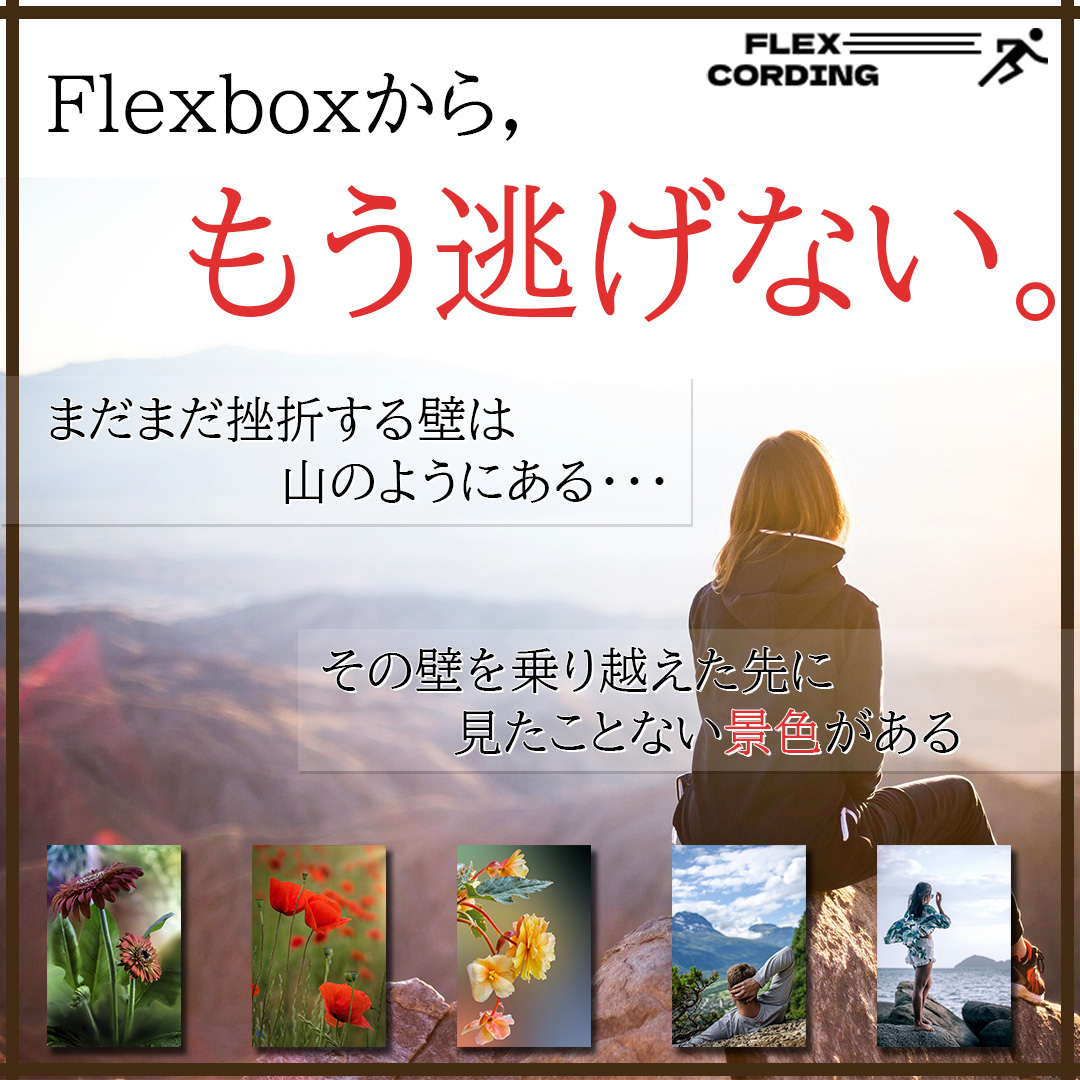 FLEX
CORDING
Flexboxから,
もう逃げない。
まだまだ挫折する壁は
山のようにある・・・
その壁を乗り越えた先に
見たことない景色がある